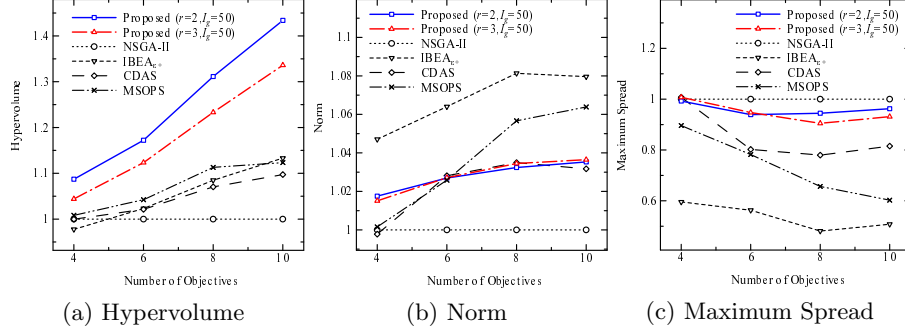 Proposed (r=2,Ig=50)
Proposed (r=3,Ig=50)
NSGA-II
IBEAε+
CDAS
MSOPS
Hypervolume
1.4
1.3
1.2
1.1
1
4 6 8 10
Number of Objectives
(a) Hypervolume
Proposed (r=2,Ig=50)
Proposed (r=3,Ig=50)
NSGA-II
IBEAε+
CDAS
MSOPS
Norm
1.1
1.08
1.06
1.04
1.02
1
4 6 8 10
Number of Objectives
(b) Norm
Proposed (r=2,Ig=50)
Proposed (r=3,Ig=50)
NSGA-II
IBEAε+
CDAS
MSOPS
Maximum Spread
1.2
1
0.8
0.6
4 6 8 10
Number of Objectives
(c) Maximum Spread